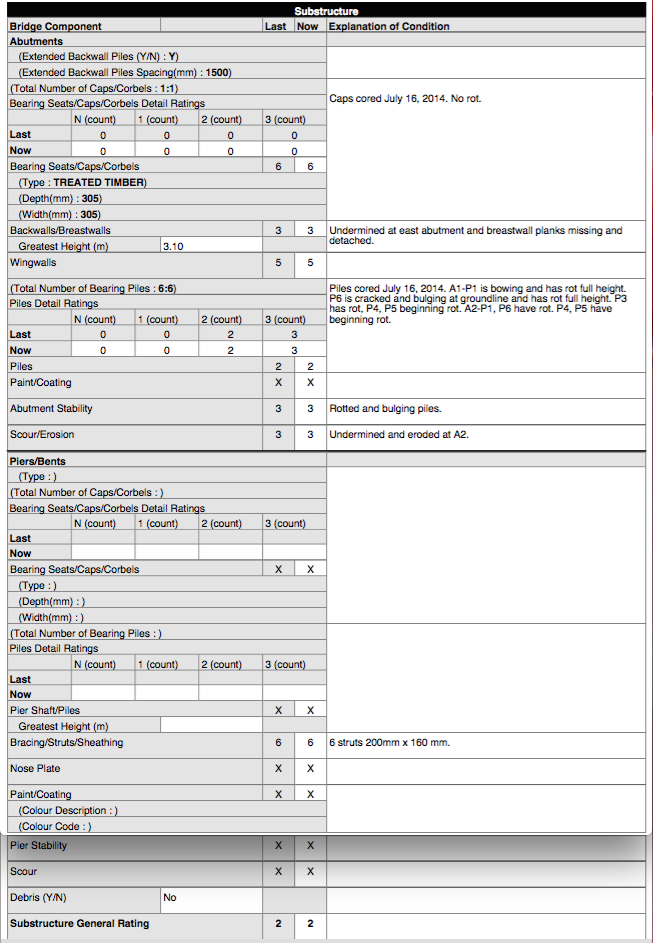 Substructure
Bridge Component Last Now Explanation of Condition
Abutments
(Extended Backwall Piles (Y/N) : Y)
(Extended Backwall Piles Spacing(mm) : 1500)
(Total Number of Caps/Corbels : 1:1)
Caps cored July 16, 2014. No rot.
Bearing Seats/Caps/Corbels Detail Ratings
N (count) 1 (count) 2 (count) 3 (count)
Last 0 0 0 0
Now 0 0 0 0
Bearing Seats/Caps/Corbels 6 6
(Type : TREATED TIMBER)
(Depth(mm) : 305)
(Width(mm) : 305)
Backwalls/Breastwalls 3 3 Undermined at east abutment and breastwall planks missing and
detached.
Greatest Height (m) 3.10
Wingwalls 5 5
(Total Number of Bearing Piles : 6:6) Piles cored July 16, 2014. A1-P1 is bowing and has rot full height.
P6 is cracked and bulging at groundline and has rot full height. P3
Piles Detail Ratings has rot, P4, P5 beginning rot. A2-P1, P6 have rot. P4, P5 have
N (count) 1 (count) 2 (count) 3 (count) beginning rot.
Last 0 0 2 3
Now 0 0 2 3
Piles 2 2
Paint/Coating X X
Abutment Stability 3 3 Rotted and bulging piles.
Scour/Erosion 3 3 Undermined and eroded at A2.
Piers/Bents
(Type : )
(Total Number of Caps/Corbels : )
Bearing Seats/Caps/Corbels Detail Ratings
N (count) 1 (count) 2 (count) 3 (count)
Last
Now
Bearing Seats/Caps/Corbels X X
(Type : )
(Depth(mm) : )
(Width(mm) : )
(Total Number of Bearing Piles : )
Piles Detail Ratings
N (count) 1 (count) 2 (count) 3 (count)
Last
Now
Pier Shaft/Piles X X
Greatest Height (m)
Bracing/Struts/Sheathing 6 6 6 struts 200mm x 160 mm.
Nose Plate X X
Paint/Coating X X
(Colour Description : )
(Colour Code : )
Pier Stability X X
Scour X X
Debris (Y/N) No
Substructure General Rating 2 2